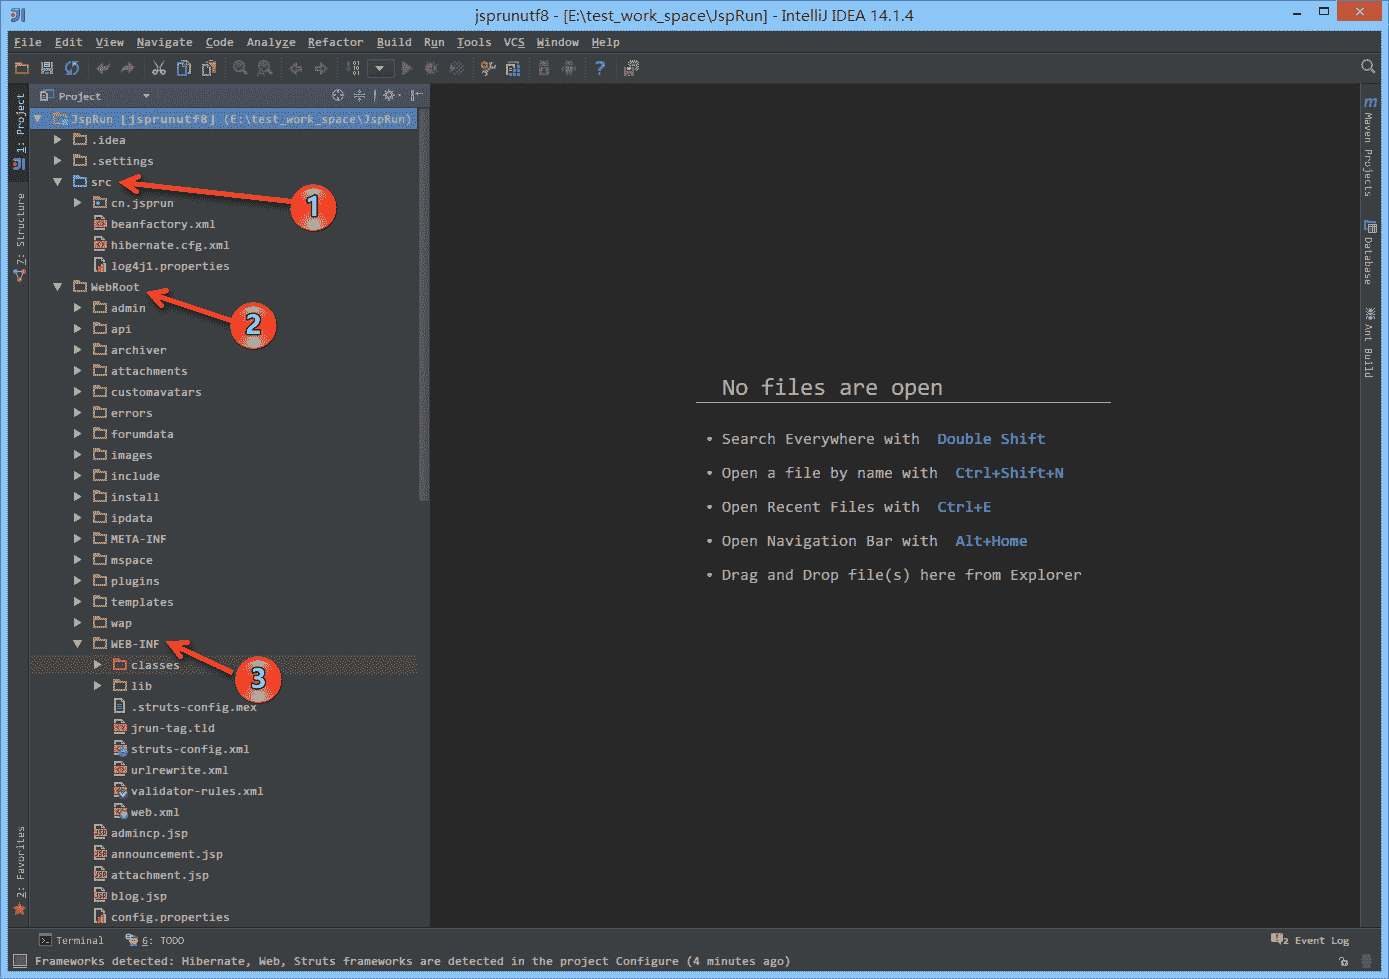 jsprunutf8 - [E:\test_work_space\JspRun] - IntelliJ IDEA 14.1.4
File Edit View Navigate Code Analyze Refactor Build Run Tools VCS Window Help
Project
JspRun [jsprunutf8] (E:\test_work_space\JspRun)
.idea
.settings
src
1
cn.jsprun
beanfactory.xml
hibernate.cfg.xml
log4j1.properties
WebRoot
2
admin
api
archiver
attachments
customavatars
errors
forumdata
images
include
install
ipdata
META-INF
mspace
plugins
templates
wap
WEB-INF
3
classes
lib
.struts-config.mex
jrun-tag.tld
struts-config.xml
urlrewrite.xml
validator-rules.xml
web.xml
admincp.jsp
announcement.jsp
attachment.jsp
blog.jsp
config.properties
1: Project
7: Structure
2: Favorites
No files are open
• Search Everywhere with Double Shift
• Open a file by name with Ctrl+Shift+N
• Open Recent Files with Ctrl+E
• Open Navigation Bar with Alt+Home
• Drag and Drop file(s) here from Explorer
m Maven Projects
Database
Ant Build
Terminal 6: TODO 2 Event Log
Frameworks detected: Hibernate, Web, Struts frameworks are detected in the project Configure (4 minutes ago)